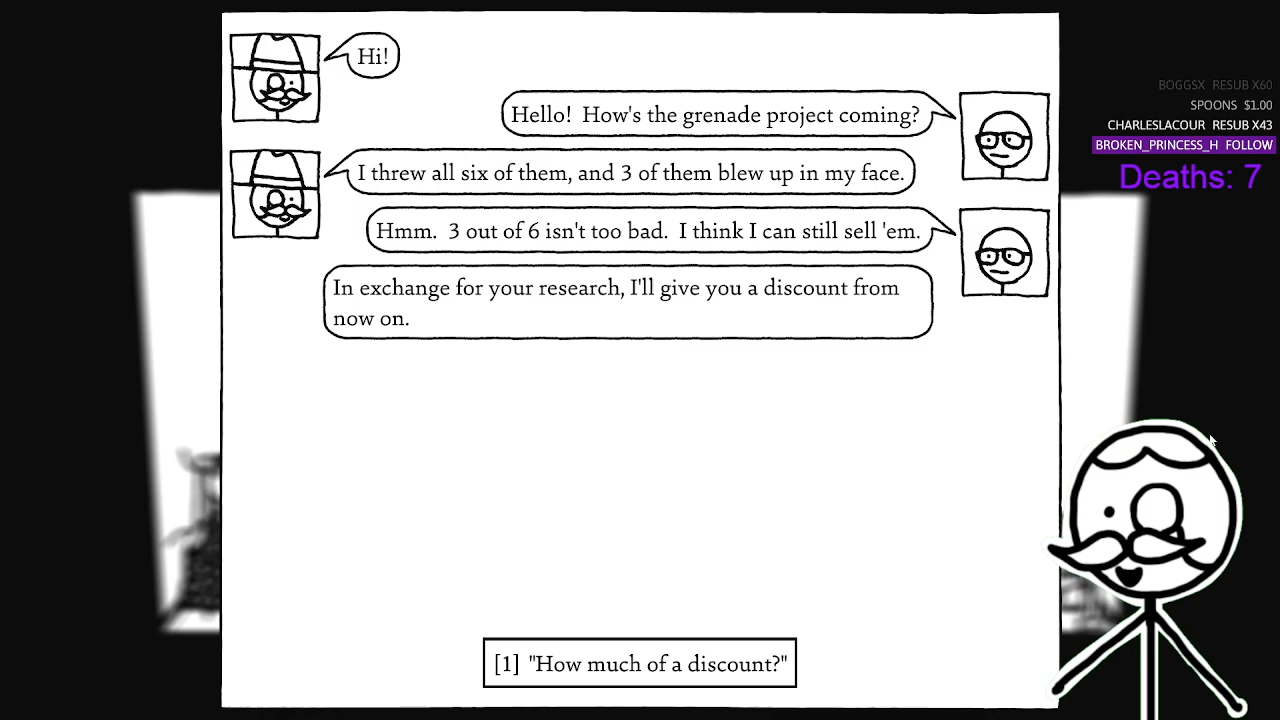 Hi!
Hello! How's the grenade project coming?
I threw all six of them, and 3 of them blew up in my face.
Hmm. 3 out of 6 isn't too bad. I think I can still sell 'em.
In exchange for your research, I'll give you a discount from
now on.
[1] "How much of a discount?"
BOGGSX RESUB X60
SPOONS $1.00
CHARLESLACOUR RESUB X43
BROKEN_PRINCESS_H FOLLOW
Deaths: 7